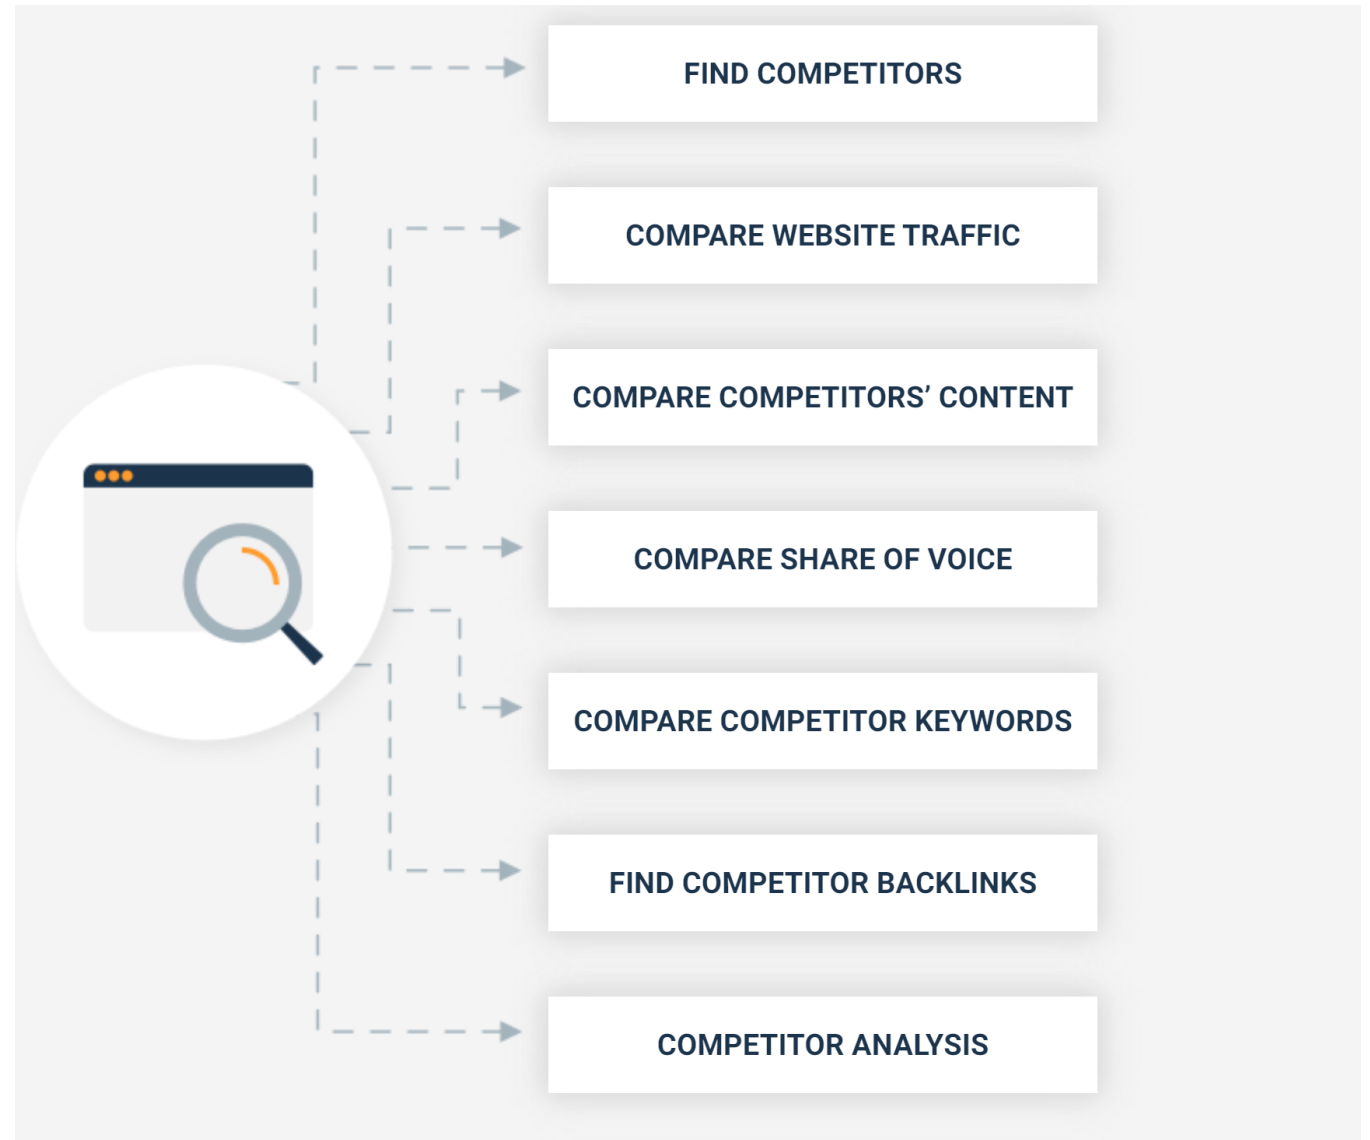 FIND COMPETITORS
COMPARE WEBSITE TRAFFIC
COMPARE COMPETITORS’ CONTENT
COMPARE SHARE OF VOICE
COMPARE COMPETITOR KEYWORDS
FIND COMPETITOR BACKLINKS
COMPETITOR ANALYSIS